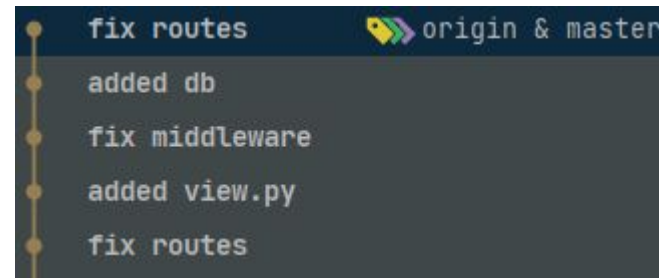 fix routes origin & master
added db
fix middleware
added view.py
fix routes